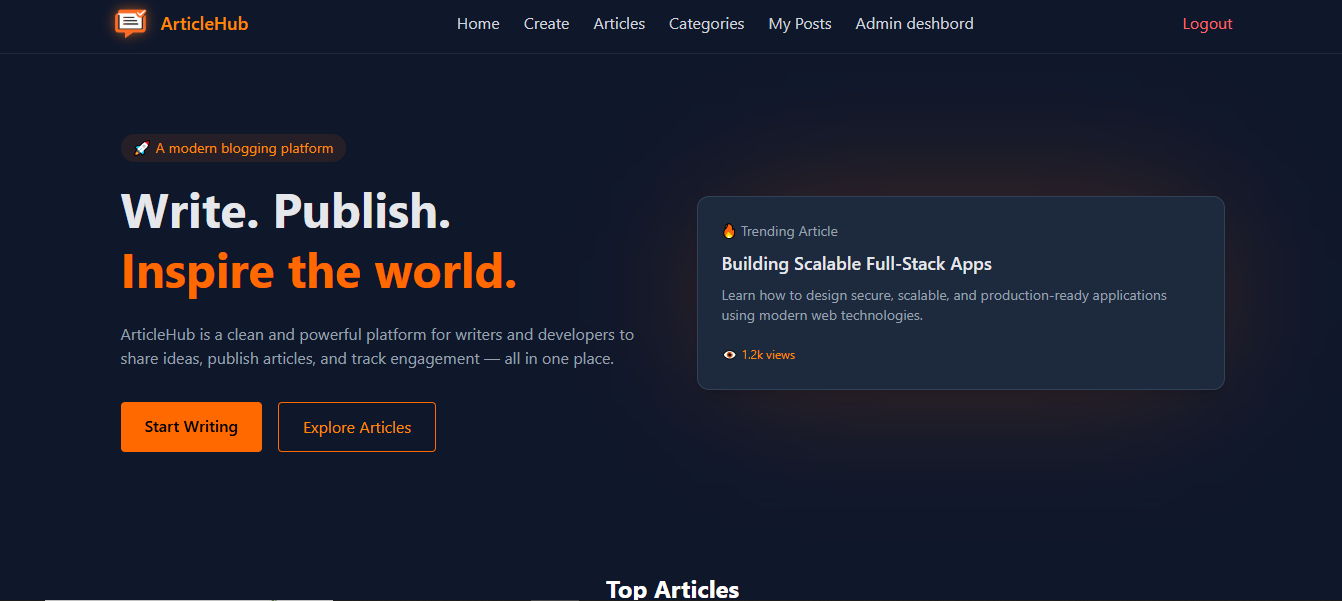 ArticleHub
Home Create Articles Categories My Posts Admin deshbord
Logout
🚀 A modern blogging platform
Write. Publish.
Inspire the world.
ArticleHub is a clean and powerful platform for writers and developers to
share ideas, publish articles, and track engagement — all in one place.
Start Writing
Explore Articles
🔥 Trending Article
Building Scalable Full-Stack Apps
Learn how to design secure, scalable, and production-ready applications
using modern web technologies.
👁 1.2k views
Top Articles